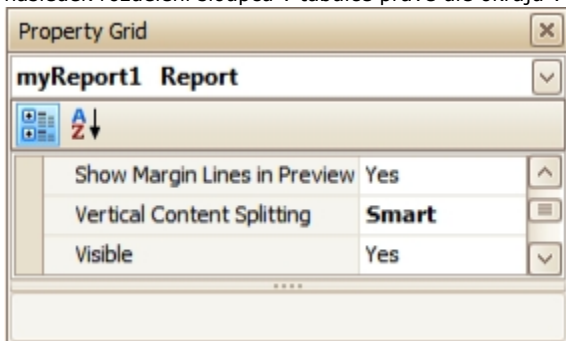 Property Grid
myReport1 Report
Show Margin Lines in Preview Yes
Vertical Content Splitting Smart
Visible Yes